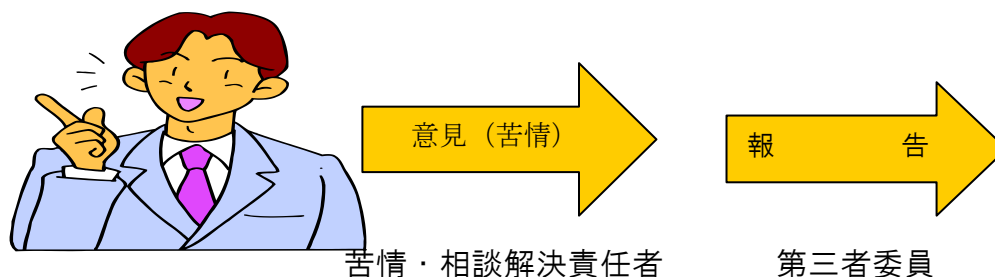 意見（苦情）
報　　　告
苦情・相談解決責任者
第三者委員